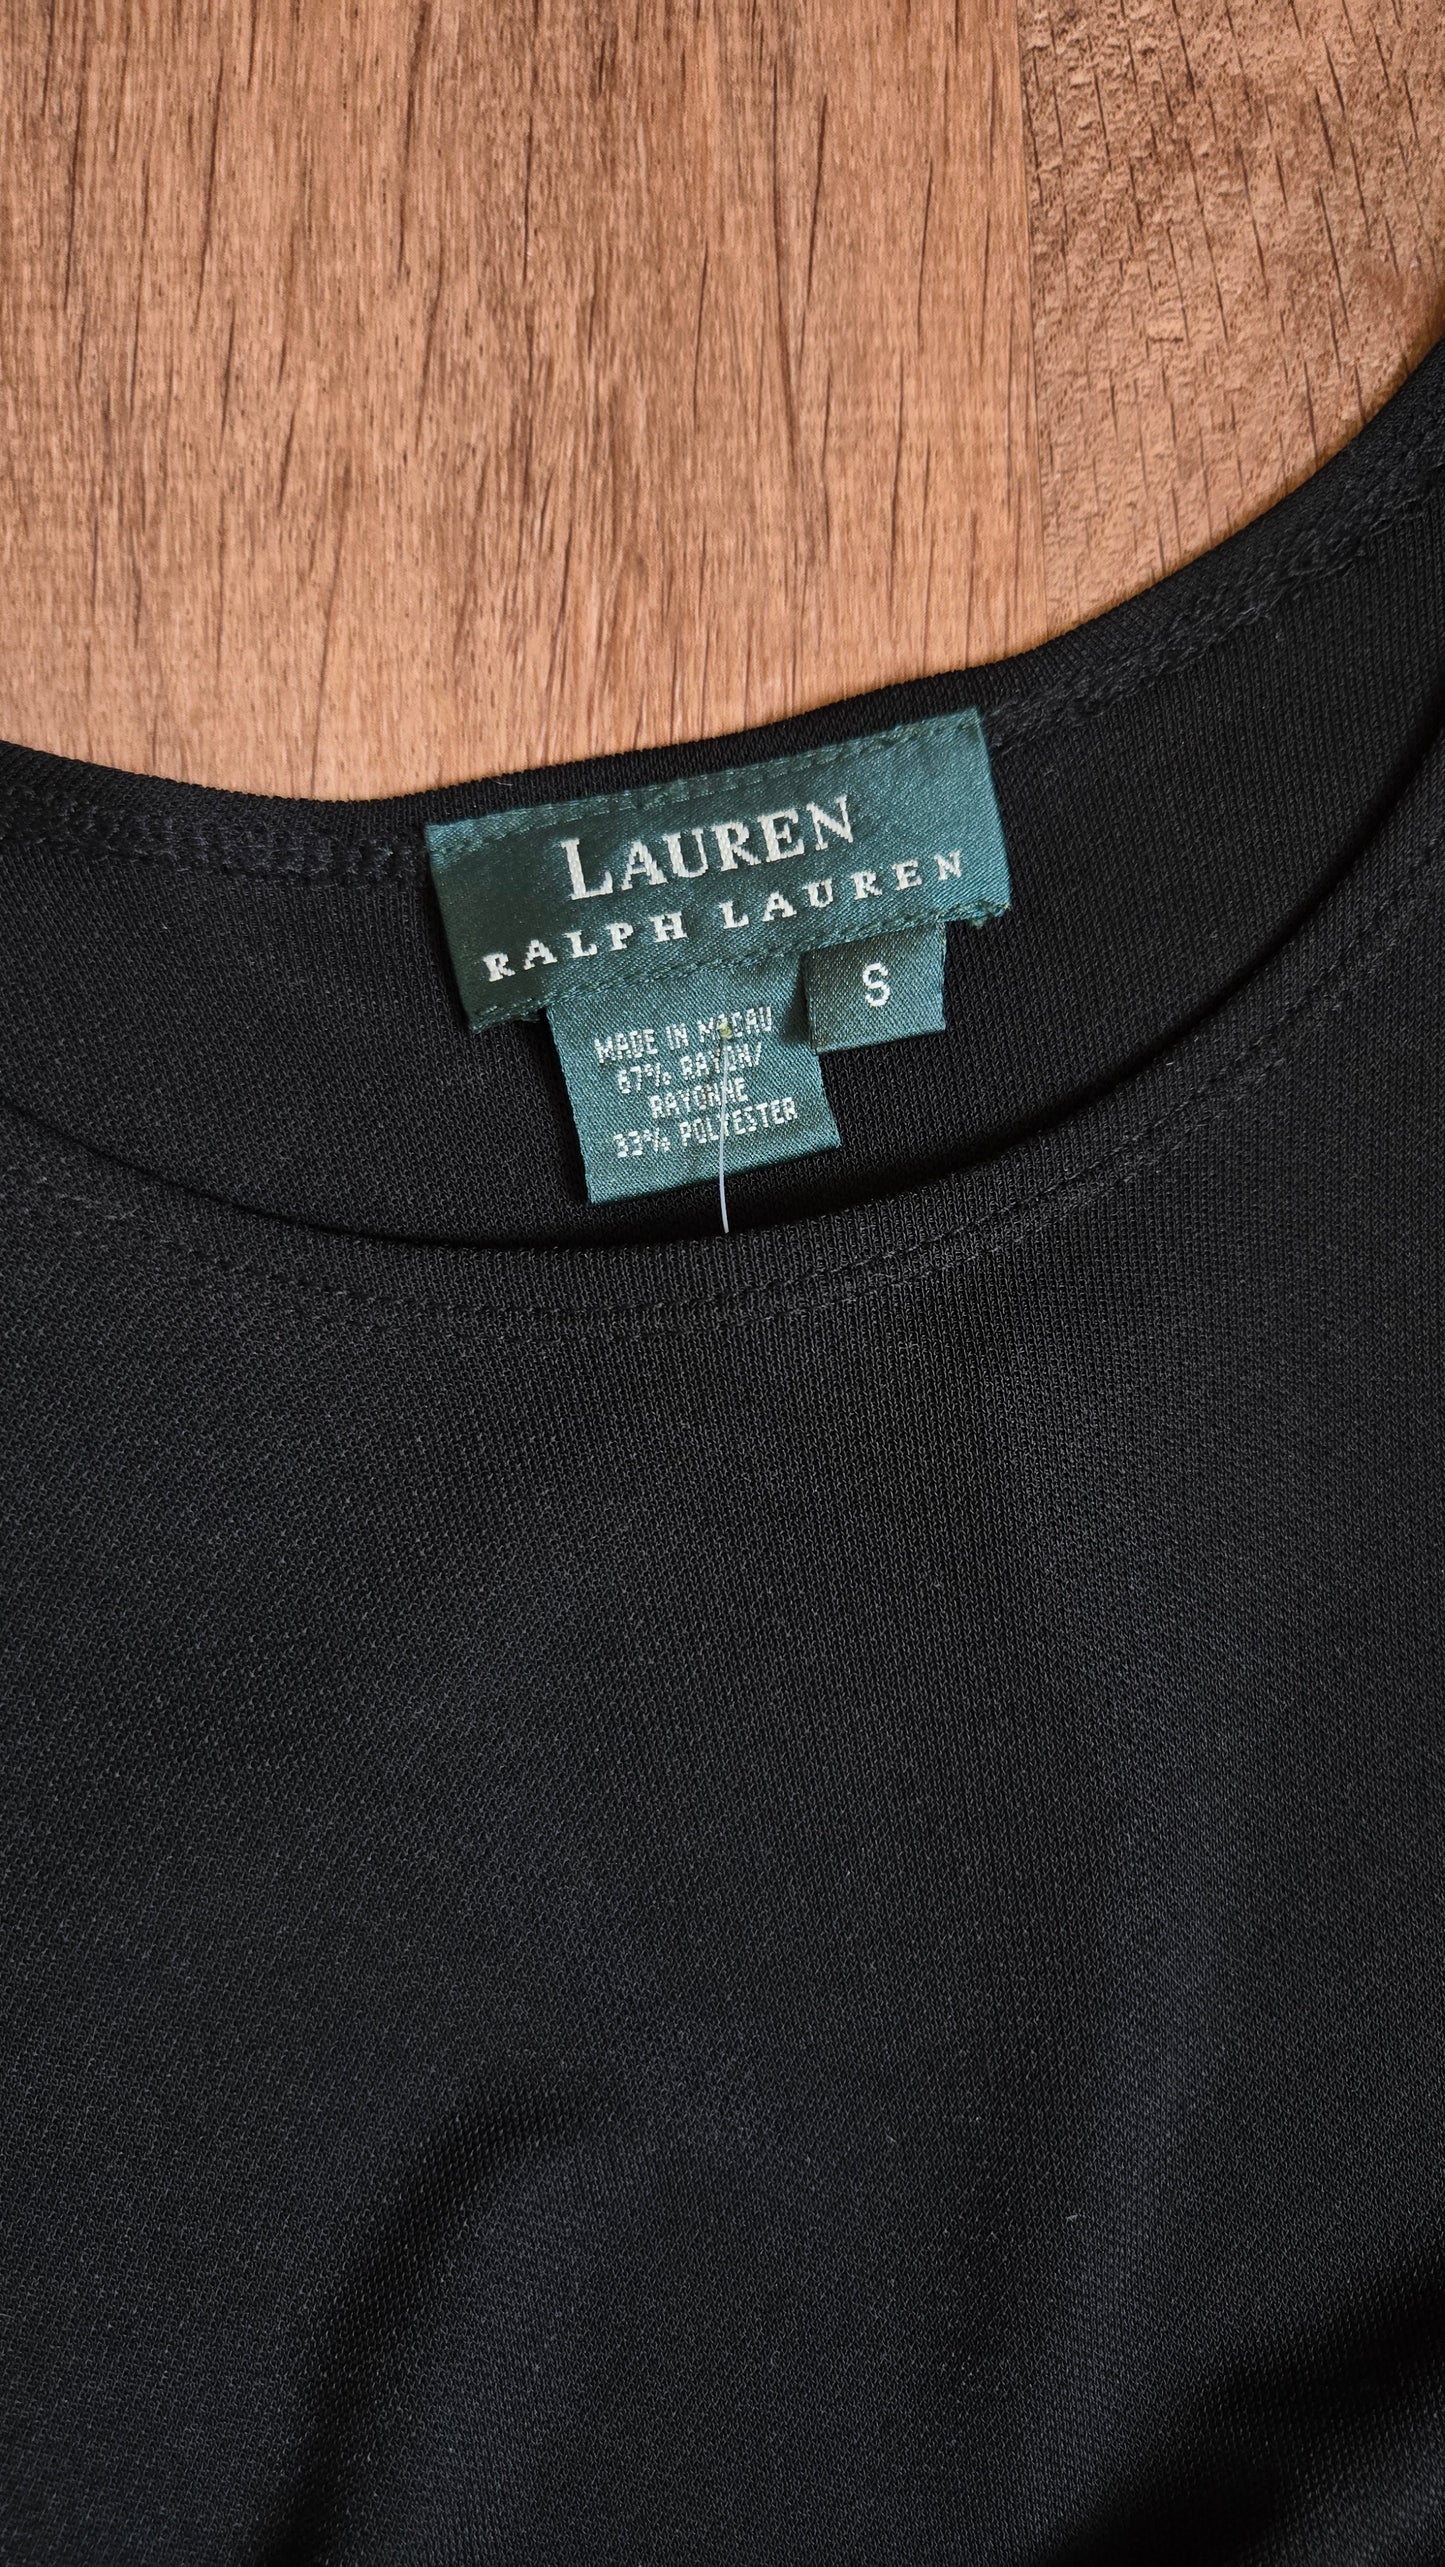 LAUREN
RALPH LAUREN
S
MADE IN MACAU
67% RAYON/
RAYONNE
33% POLYESTER